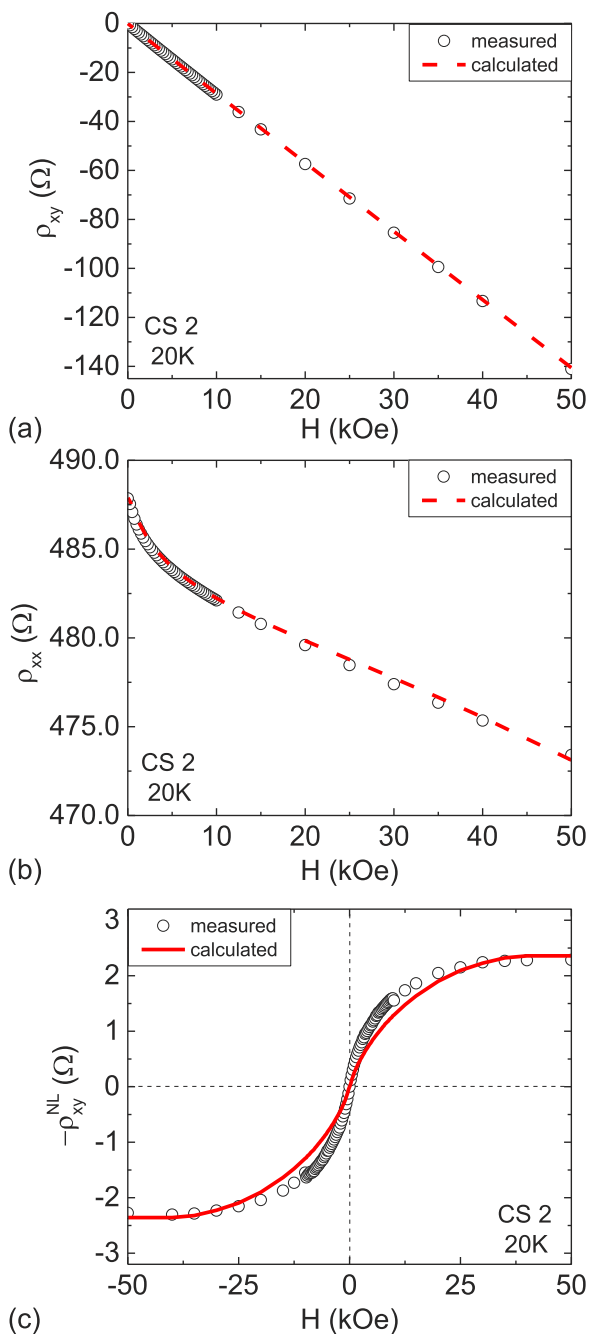 0
-20
-40
-60
-80
-100
-120
-140
ρxy (Ω)
measured
calculated
CS 2
20K
0 10 20 30 40 50
(a)
H (kOe)
490.0
485.0
480.0
475.0
470.0
ρxx (Ω)
measured
calculated
CS 2
20K
0 10 20 30 40 50
(b)
H (kOe)
3
2
1
0
-1
-2
-3
−ρxy^NL (Ω)
measured
calculated
CS 2
20K
-50 -25 0 25 50
(c)
H (kOe)